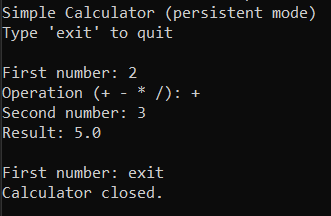 Simple Calculator (persistent mode)
Type 'exit' to quit
First number: 2
Operation (+ - * /): +
Second number: 3
Result: 5.0
First number: exit
Calculator closed.